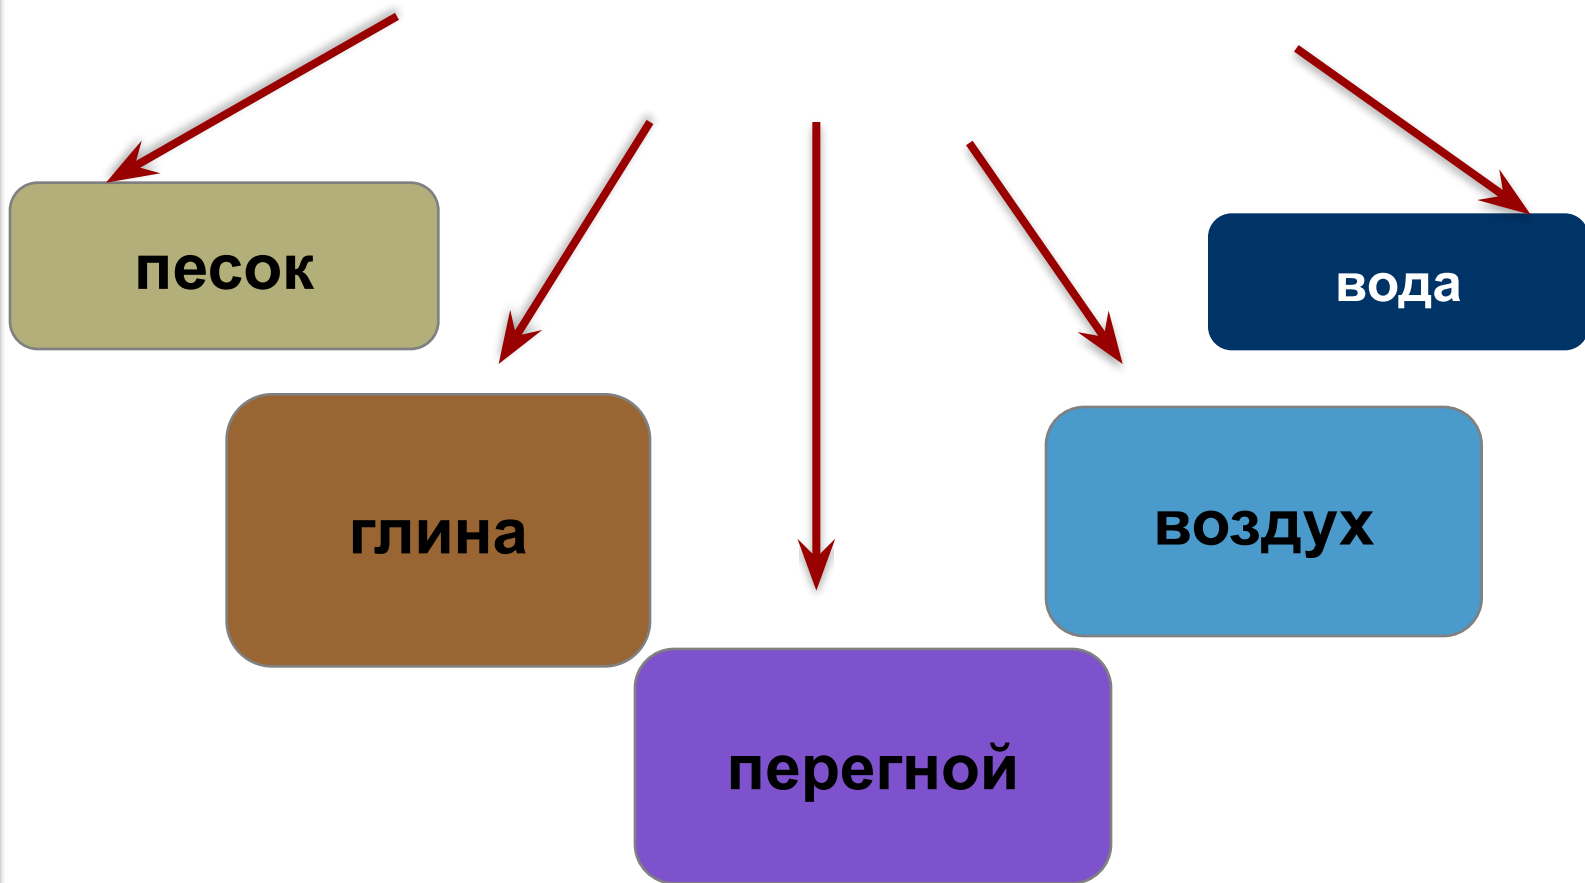 песок
вода
глина
воздух
перегной